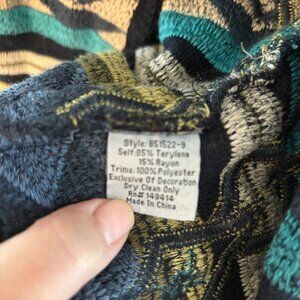 Style: BS1522-9
Self:85% Terylene
15% Rayon
Trims:100% Polyester
Exclusive Of Decoration
Dry Clean Only
Rn# 149414
Made In China